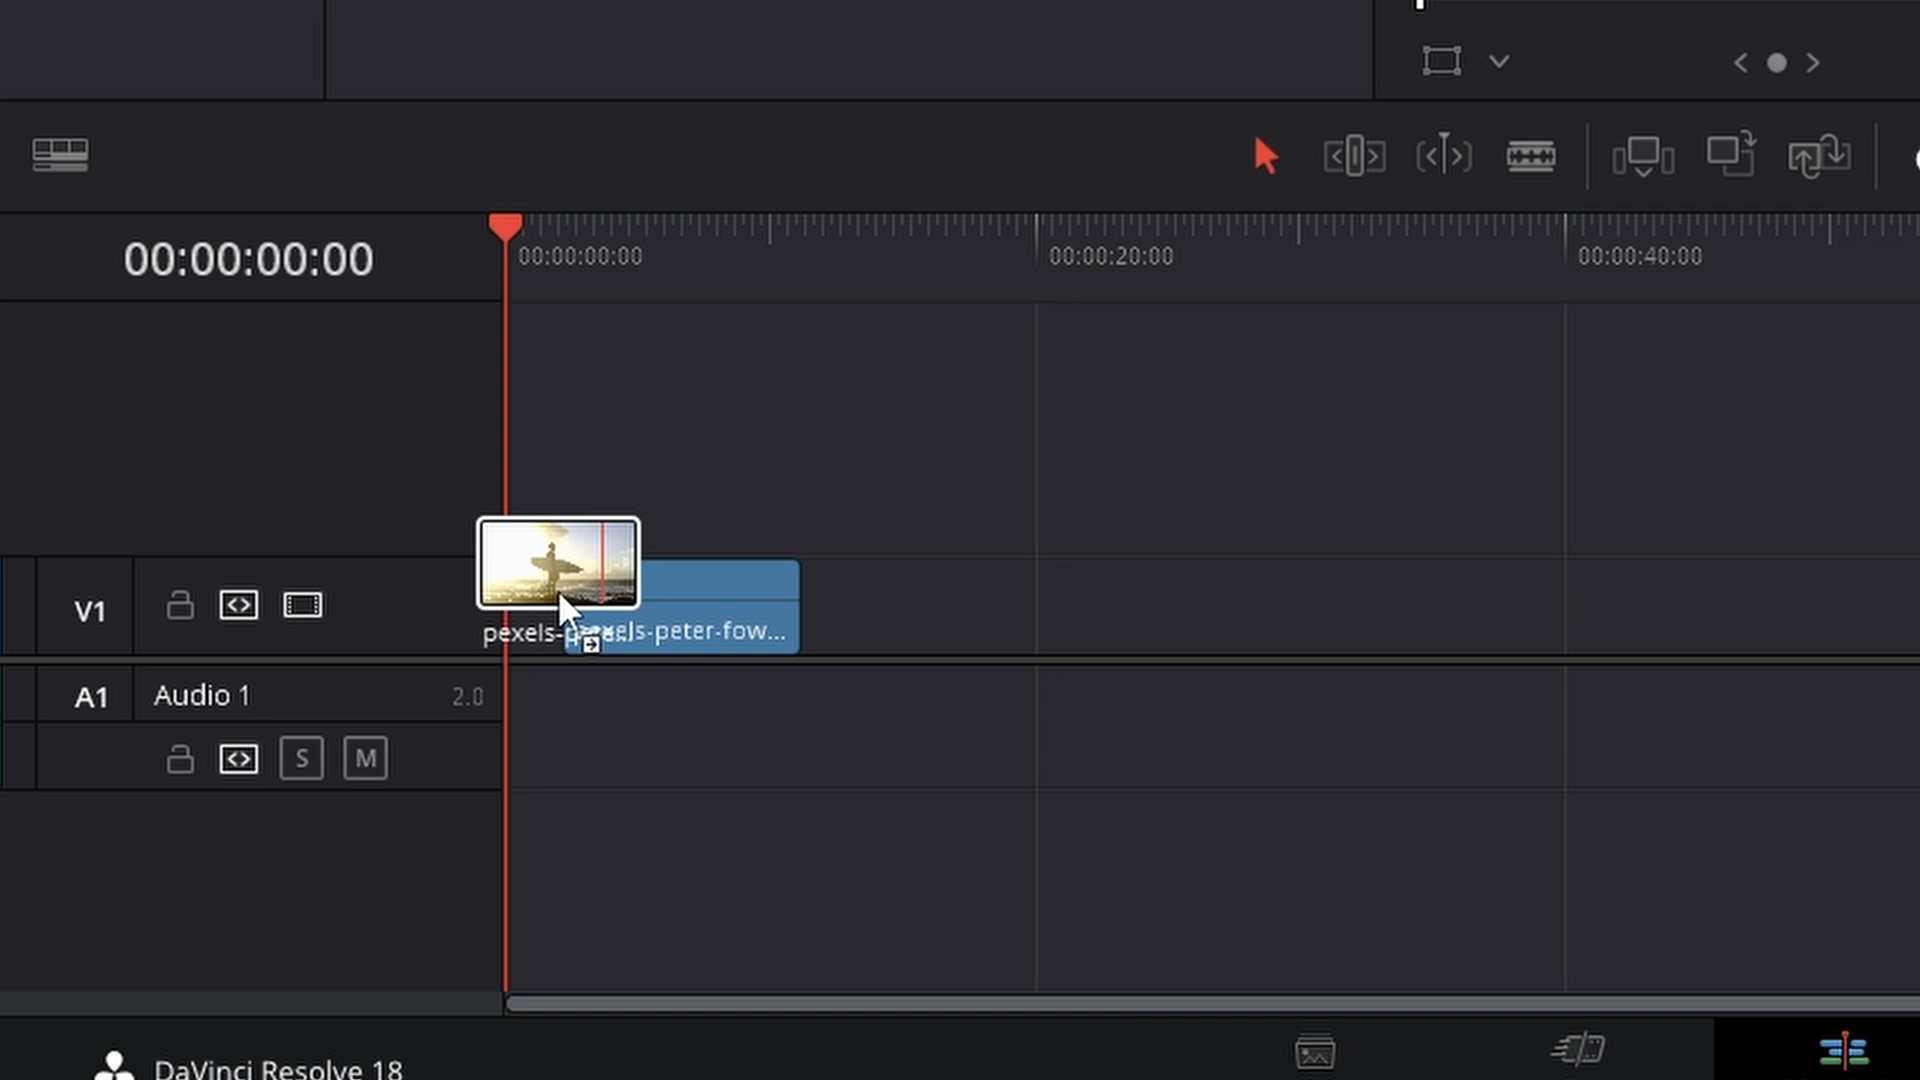 00:00:00:00
00:00:00:00
00:00:20:00
00:00:40:00
V1
pexels-peter-fow...
A1
Audio 1
2.0
S
M
DaVinci Resolve 18